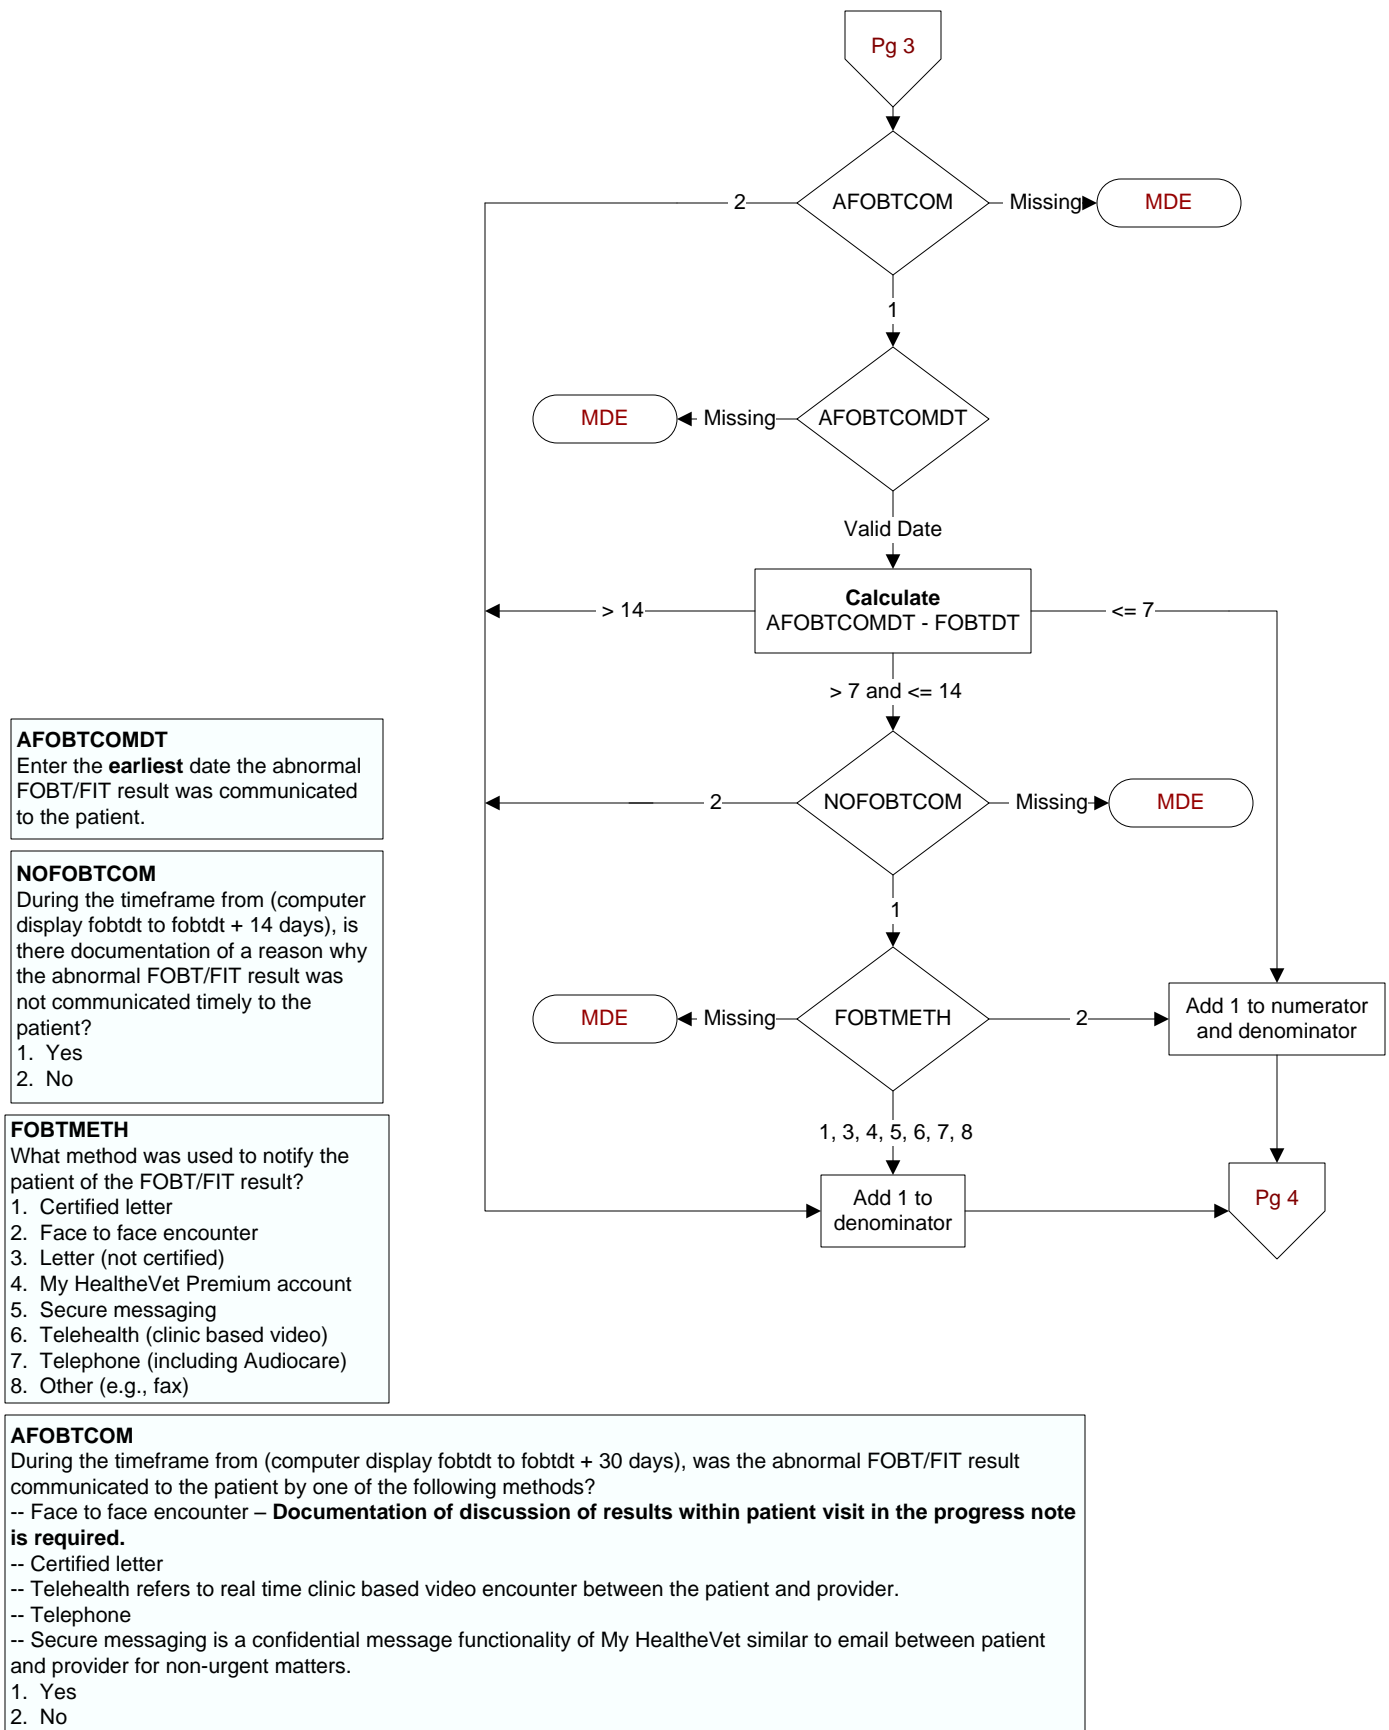 Pg 3
2
AFOBTCOM
Missing
MDE
1
MDE
Missing
AFOBTCOMDT
Valid Date
> 14
Calculate
AFOBTCOMDT - FOBTDT
<= 7
> 7 and <= 14
2
NOFOBTCOM
Missing
MDE
1
MDE
Missing
FOBTMETH
2
Add 1 to numerator
and denominator
1, 3, 4, 5, 6, 7, 8
Add 1 to
denominator
Pg 4
AFOBTCOMDT
Enter the earliest date the abnormal
FOBT/FIT result was communicated
to the patient.
NOFOBTCOM
During the timeframe from (computer
display fobtdt to fobtdt + 14 days), is
there documentation of a reason why
the abnormal FOBT/FIT result was
not communicated timely to the
patient?
1. Yes
2. No
FOBTMETH
What method was used to notify the
patient of the FOBT/FIT result?
1. Certified letter
2. Face to face encounter
3. Letter (not certified)
4. My HealtheVet Premium account
5. Secure messaging
6. Telehealth (clinic based video)
7. Telephone (including Audiocare)
8. Other (e.g., fax)
AFOBTCOM
During the timeframe from (computer display fobtdt to fobtdt + 30 days), was the abnormal FOBT/FIT result
communicated to the patient by one of the following methods?
-- Face to face encounter – Documentation of discussion of results within patient visit in the progress note
is required.
-- Certified letter
-- Telehealth refers to real time clinic based video encounter between the patient and provider.
-- Telephone
-- Secure messaging is a confidential message functionality of My HealtheVet similar to email between patient
and provider for non-urgent matters.
1. Yes
2. No